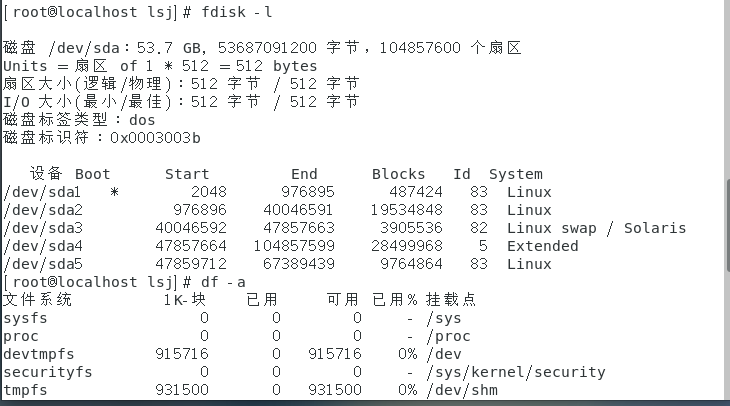 [root@localhost lsj]# fdisk -l
磁盘 /dev/sda：53.7 GB, 53687091200 字节，104857600 个扇区
Units = 扇区 of 1 * 512 = 512 bytes
扇区大小(逻辑/物理)：512 字节 / 512 字节
I/O 大小(最小/最佳)：512 字节 / 512 字节
磁盘标签类型：dos
磁盘标识符：0x0003003b
设备 Boot Start End Blocks Id System
/dev/sda1 * 2048 976895 487424 83 Linux
/dev/sda2 976896 40046591 19534848 83 Linux
/dev/sda3 40046592 47857663 3905536 82 Linux swap / Solaris
/dev/sda4 47857664 104857599 28499968 5 Extended
/dev/sda5 47859712 67389439 9764864 83 Linux
[root@localhost lsj]# df -a
文件系统 1K-块 已用 可用 已用% 挂载点
sysfs 0 0 0 - /sys
proc 0 0 0 - /proc
devtmpfs 915716 0 915716 0% /dev
securityfs 0 0 0 - /sys/kernel/security
tmpfs 931500 0 931500 0% /dev/shm